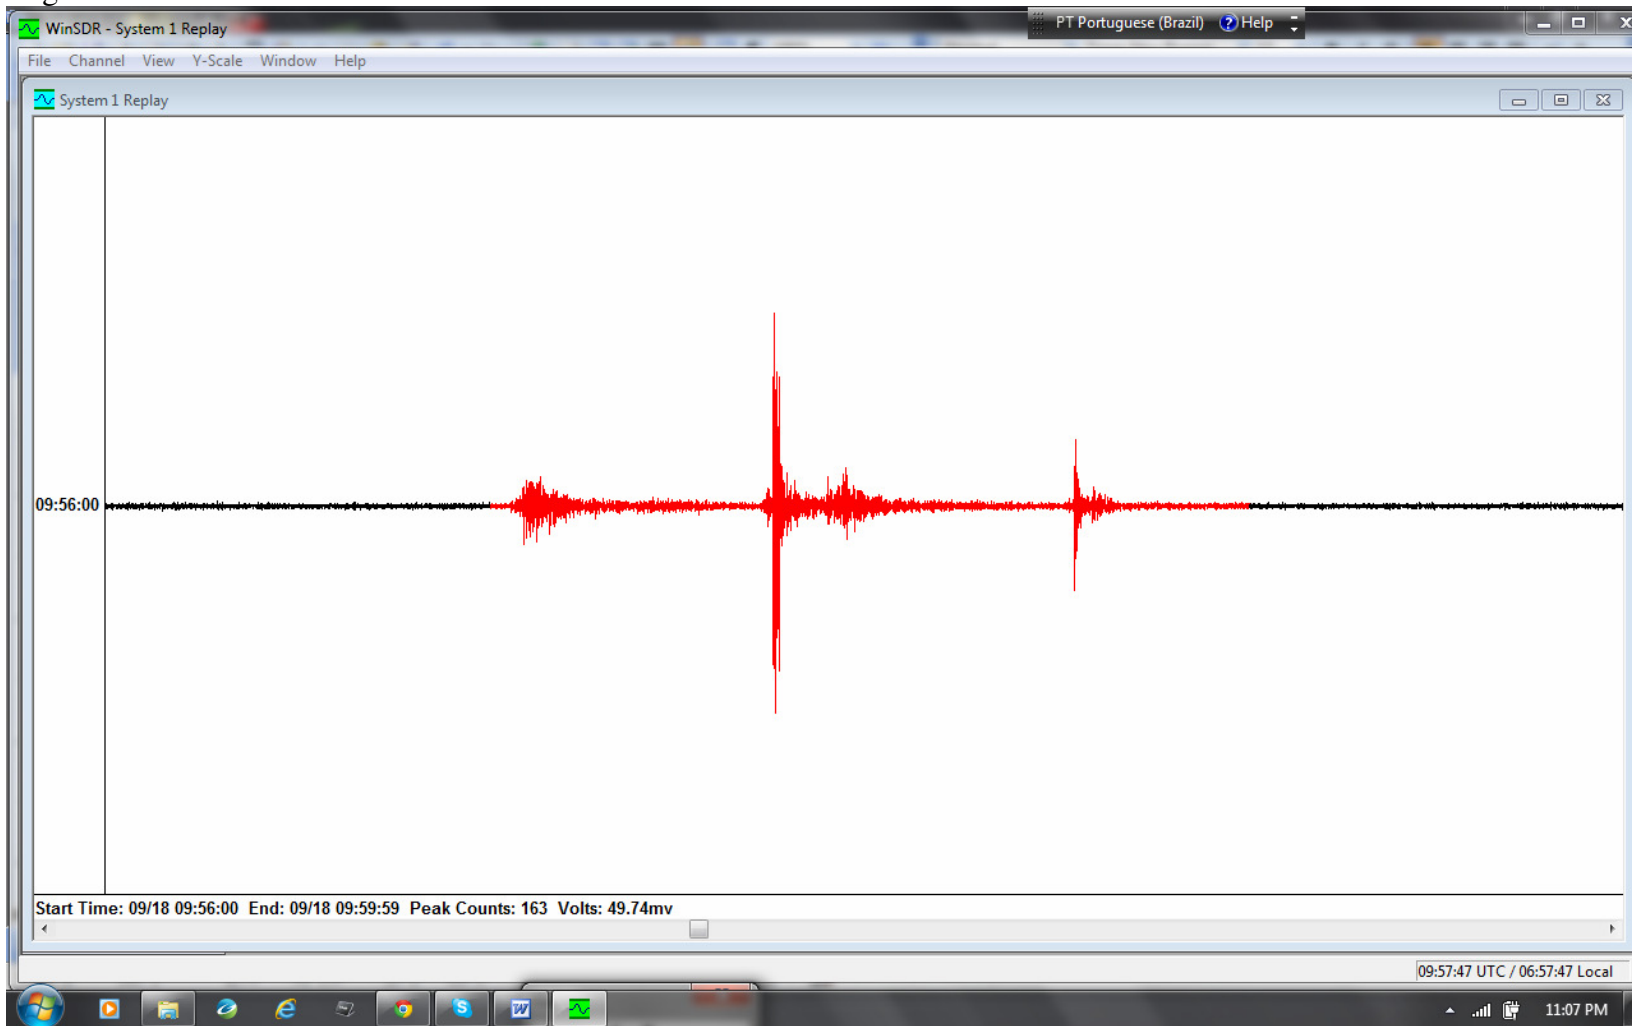 WinSDR - System 1 Replay
PT Portuguese (Brazil) Help
File Channel View Y-Scale Window Help
System 1 Replay
09:56:00
Start Time: 09/18 09:56:00 End: 09/18 09:59:59 Peak Counts: 163 Volts: 49.74mv
09:57:47 UTC / 06:57:47 Local
11:07 PM